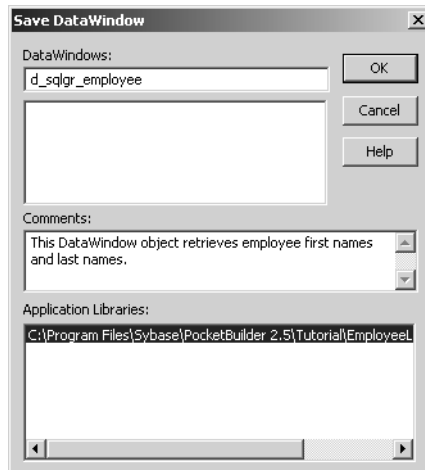 Save DataWindow
DataWindows:
d_sqlgr_employee
OK
Cancel
Help
Comments:
This DataWindow object retrieves employee first names
and last names.
Application Libraries:
C:\Program Files\Sybase\PocketBuilder 2.5\Tutorial\EmployeeL